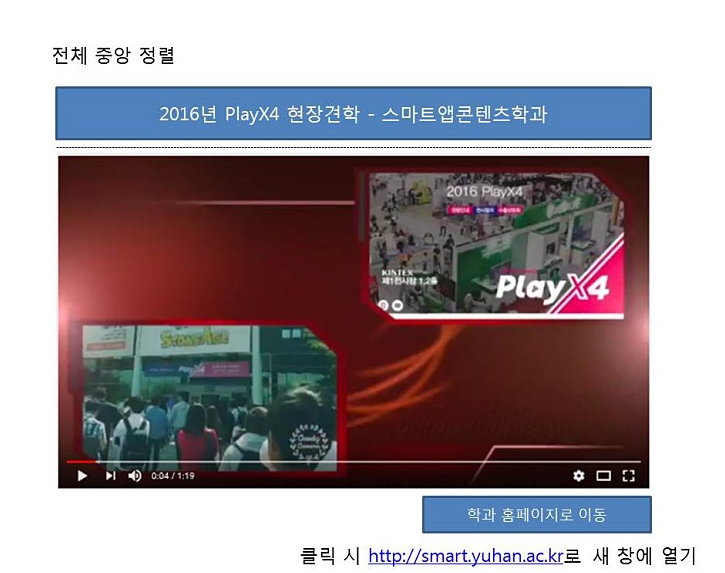 전체 중앙 정렬
2016년 PlayX4 현장견학 - 스마트앱콘텐츠학과
2016 PlayX4
KINTEX
제1전시장 1,2홀
PlayX4
STONEAGE
PlayX4
0:04 / 1:19
학과 홈페이지로 이동
클릭 시 http://smart.yuhan.ac.kr로 새 창에 열기